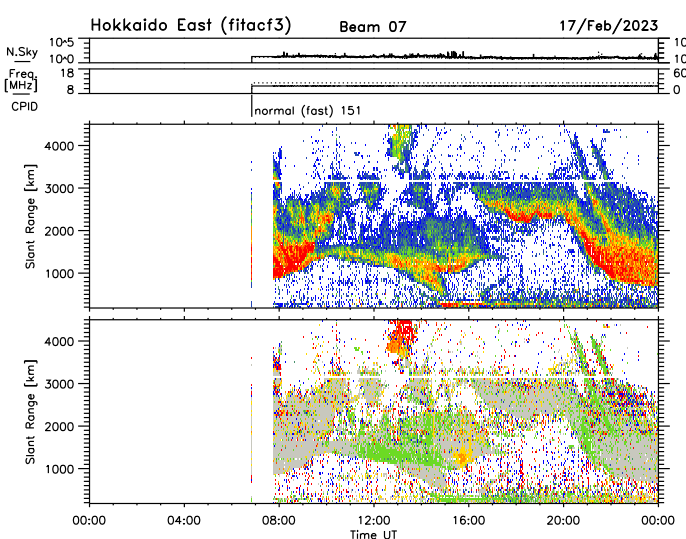 Hokkaido East (fitacf3) Beam 07 17/Feb/2023
N.Sky 10^5 10^0 10 10
Freq. [MHz] 18 8 60 0
CPID normal (fast) 151
Slant Range [km] 4000 3000 2000 1000
Slant Range [km] 4000 3000 2000 1000
00:00 04:00 08:00 12:00 16:00 20:00 00:00
Time UT